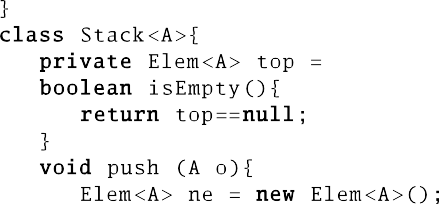 }
class Stack<A>{
private Elem<A> top =
boolean isEmpty(){
return top==null;
}
void push (A o){
Elem<A> ne = new Elem<A>();